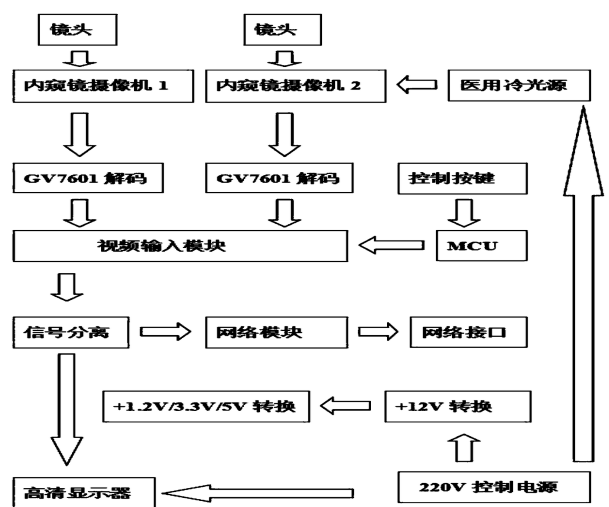 镜头
镜头
内窥镜摄像机 1
内窥镜摄像机 2
医用冷光源
GV7601 解码
GV7601 解码
控制按键
视频输入模块
MCU
信号分离
网络模块
网络接口
+1.2V/3.3V/5V 转换
+12V 转换
高清显示器
220V 控制电源